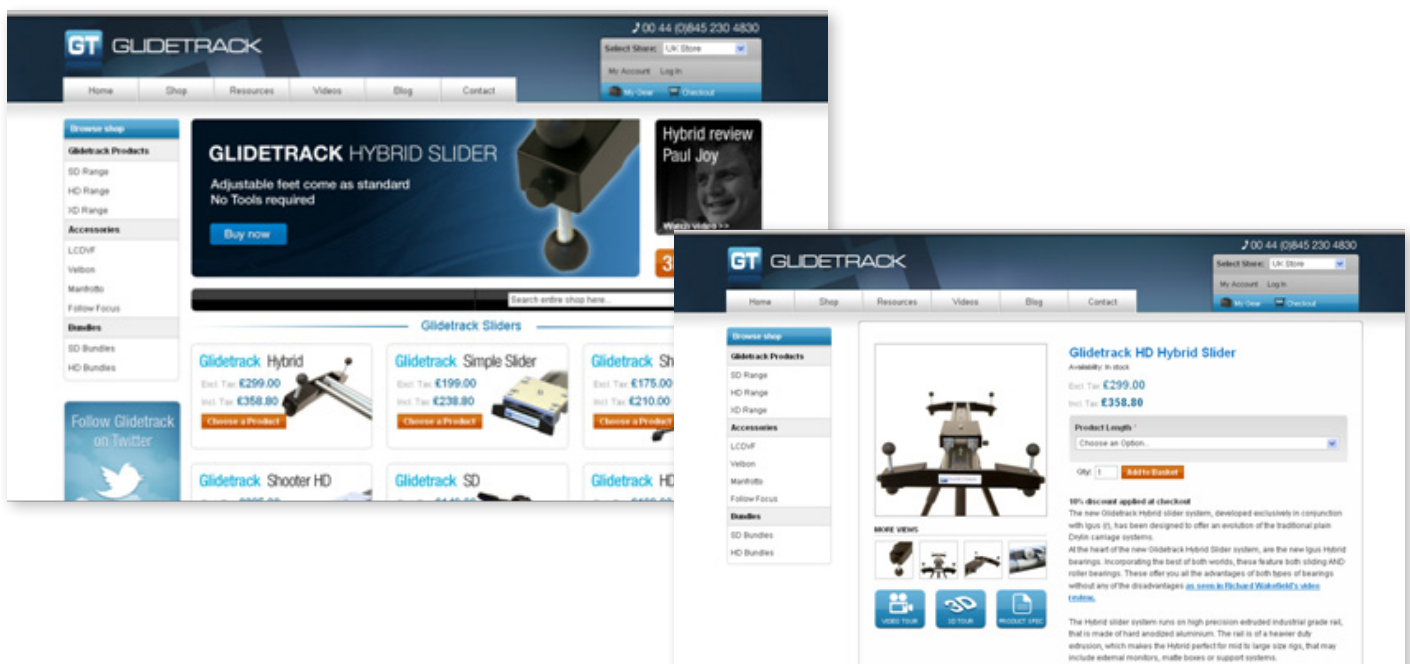 00 44 (0)845 230 4830
GT GLIDETRACK
Select Store: UK Store
My Account Log In
My Gear Checkout
Home Shop Resources Videos Blog Contact
Browse shop
Glidetrack Products
SD Range
HD Range
XD Range
Accessories
LCDVF
Velbon
Manfrotto
Follow Focus
Bundles
SD Bundles
HD Bundles
Follow Glidetrack
on Twitter
GLIDETRACK HYBRID SLIDER
Adjustable feet come as standard
No Tools required
Buy now
Hybrid review
Paul Joy
Watch video >>
3
Search entire shop here...
Glidetrack Sliders
Glidetrack Hybrid
Excl. Tax: £299.00
Incl. Tax: £358.80
Choose a Product
Glidetrack Simple Slider
Excl. Tax: £199.00
Incl. Tax: £238.80
Choose a Product
Glidetrack Sh
Excl. Tax: £175.00
Incl. Tax: £210.00
Choose a Product
Glidetrack Shooter HD
Glidetrack SD
Glidetrack HD
00 44 (0)845 230 4830
GT GLIDETRACK
Select Store: UK Store
My Account Log In
My Gear Checkout
Home Shop Resources Videos Blog Contact
Browse shop
Glidetrack Products
SD Range
HD Range
XD Range
Accessories
LCDVF
Velbon
Manfrotto
Follow Focus
Bundles
SD Bundles
HD Bundles
MORE VIEWS
VIDEO TOUR 3D 3D TOUR PRODUCT SPEC
Glidetrack HD Hybrid Slider
Availability: In stock
Excl. Tax: £299.00
Incl. Tax: £358.80
Product Length *
Choose an Option...
Qty: 1 Add to Basket
10% discount applied at checkout
The new Glidetrack Hybrid slider system, developed exclusively in conjunction
with Igus (r), has been designed to offer an evolution of the traditional plain
Drylin carriage systems.
At the heart of the new Glidetrack Hybrid Slider system, are the new Igus Hybrid
bearings. Incorporating the best of both worlds, these feature both sliding AND
roller bearings. These offer you all the advantages of both types of bearings
without any of the disadvantages as seen in Richard Wakefield's video
review.
The Hybrid slider system runs on high precision extruded industrial grade rail,
that is made of hard anodized aluminium. The rail is of a heavier duty
extrusion, which makes the Hybrid perfect for mid to large size rigs, that may
include external monitors, matte boxes or support systems.